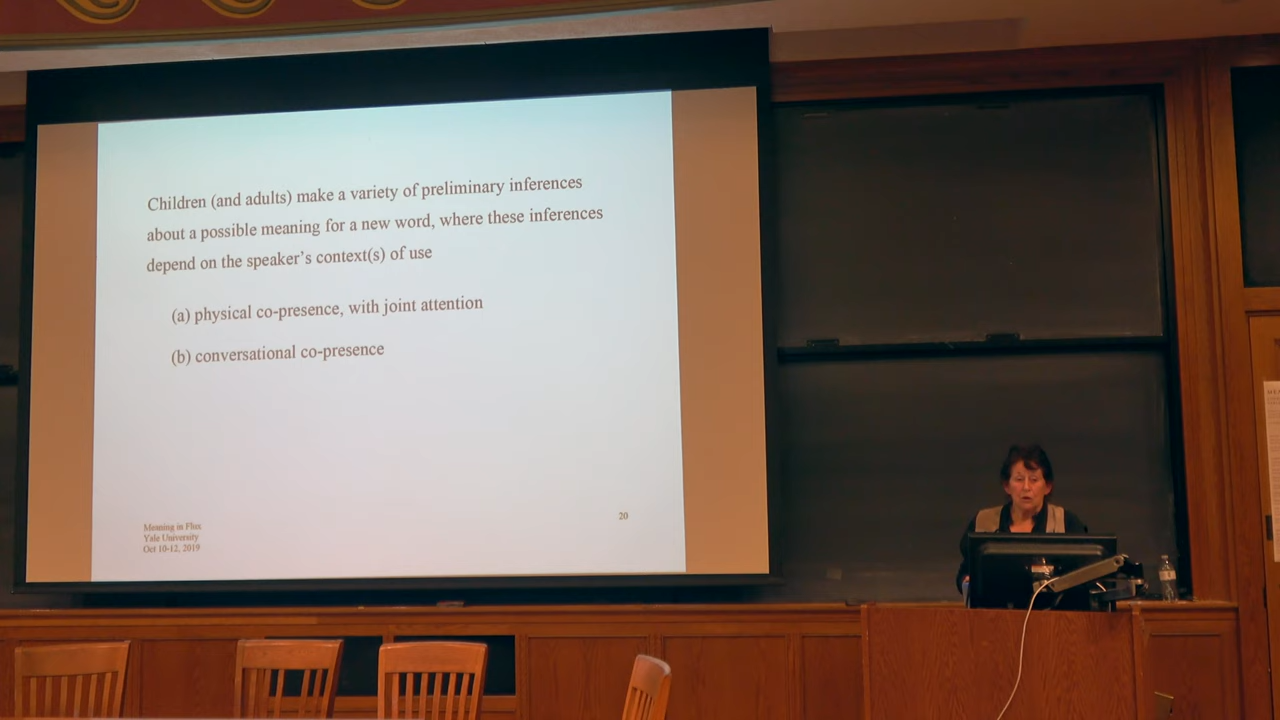 Children (and adults) make a variety of preliminary inferences
about a possible meaning for a new word, where these inferences
depend on the speaker's context(s) of use
(a) physical co-presence, with joint attention
(b) conversational co-presence
Meaning in Flux
Yale University
Oct 10-12, 2019
20